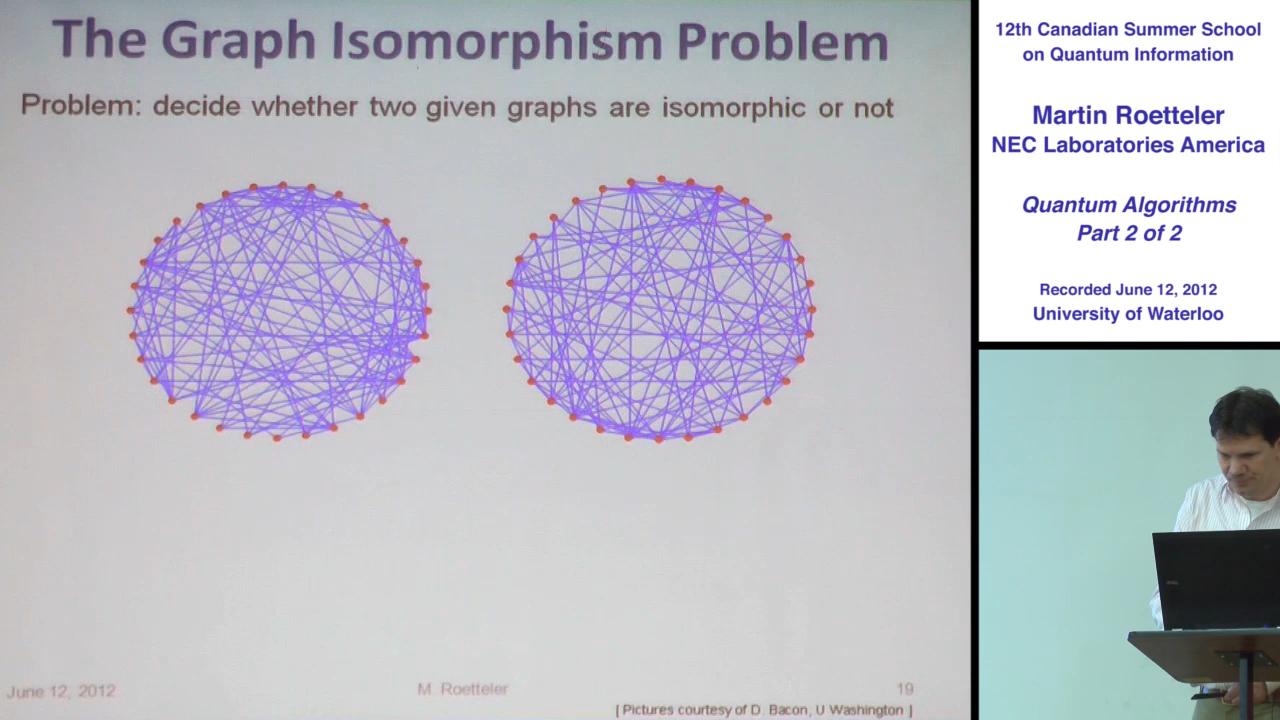 The Graph Isomorphism Problem
Problem: decide whether two given graphs are isomorphic or not
June 12, 2012
M. Roetteler
19
[ Pictures courtesy of D. Bacon, U Washington ]
12th Canadian Summer School
on Quantum Information
Martin Roetteler
NEC Laboratories America
Quantum Algorithms
Part 2 of 2
Recorded June 12, 2012
University of Waterloo